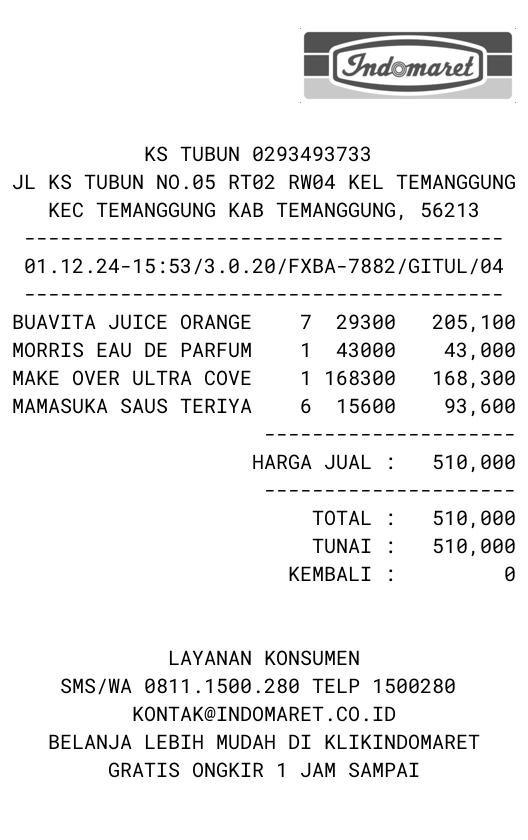 Indomaret
KS TUBUN 0293493733
JL KS TUBUN NO.05 RT02 RW04 KEL TEMANGGUNG
KEC TEMANGGUNG KAB TEMANGGUNG, 56213
----------------------------------------
01.12.24-15:53/3.0.20/FXBA-7882/GITUL/04
----------------------------------------
BUAVITA JUICE ORANGE 7 29300 205,100
MORRIS EAU DE PARFUM 1 43000 43,000
MAKE OVER ULTRA COVE 1 168300 168,300
MAMASUKA SAUS TERIYA 6 15600 93,600
---------------------
HARGA JUAL : 510,000
---------------------
TOTAL : 510,000
TUNAI : 510,000
KEMBALI : 0
LAYANAN KONSUMEN
SMS/WA 0811.1500.280 TELP 1500280
KONTAK@INDOMARET.CO.ID
BELANJA LEBIH MUDAH DI KLIKINDOMARET
GRATIS ONGKIR 1 JAM SAMPAI